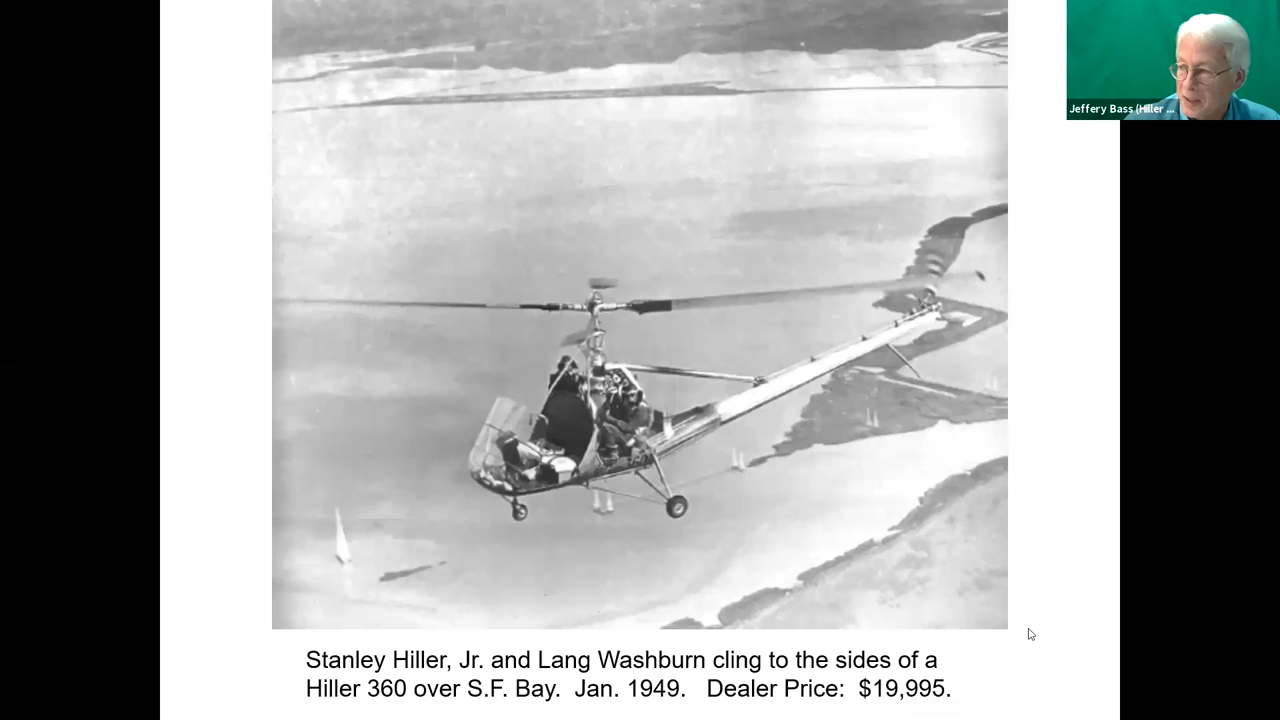 Jeffery Bass (Hiller ...
Stanley Hiller, Jr. and Lang Washburn cling to the sides of a
Hiller 360 over S.F. Bay.  Jan. 1949.   Dealer Price:  $19,995.